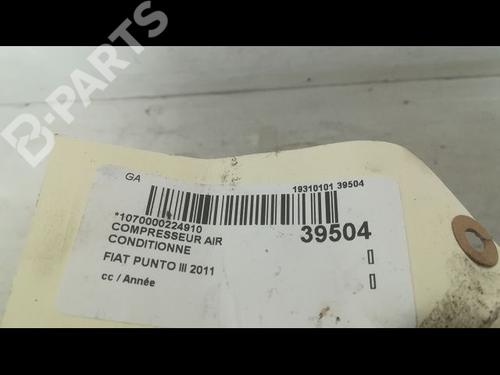 B-PARTS
GA
19310101 39504
*1070000224910
COMPRESSEUR AIR
CONDITIONNE
39504
FIAT PUNTO III 2011
cc / Année